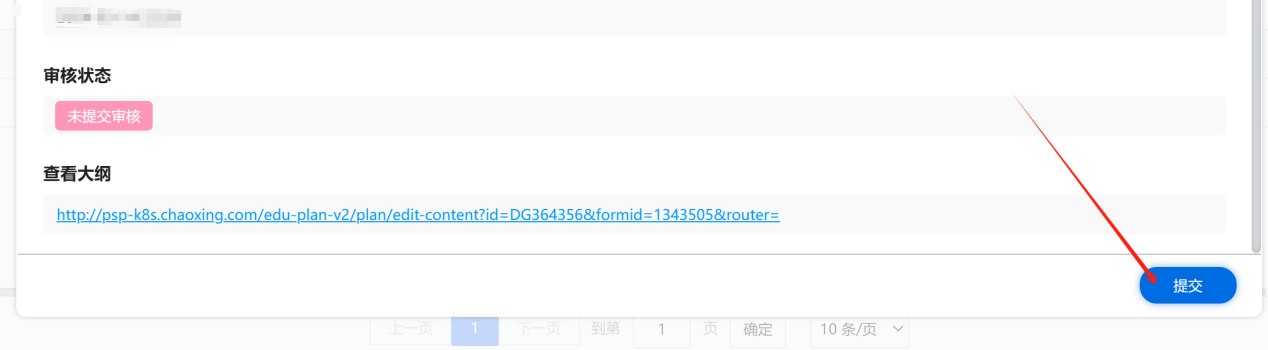 审核状态
未提交审核
查看大纲
http://psp-k8s.chaoxing.com/edu-plan-v2/plan/edit-content?id=DG364356&formid=1343505&router=
提交
上一页 1 下一页 到第 1 页 确定 10 条/页